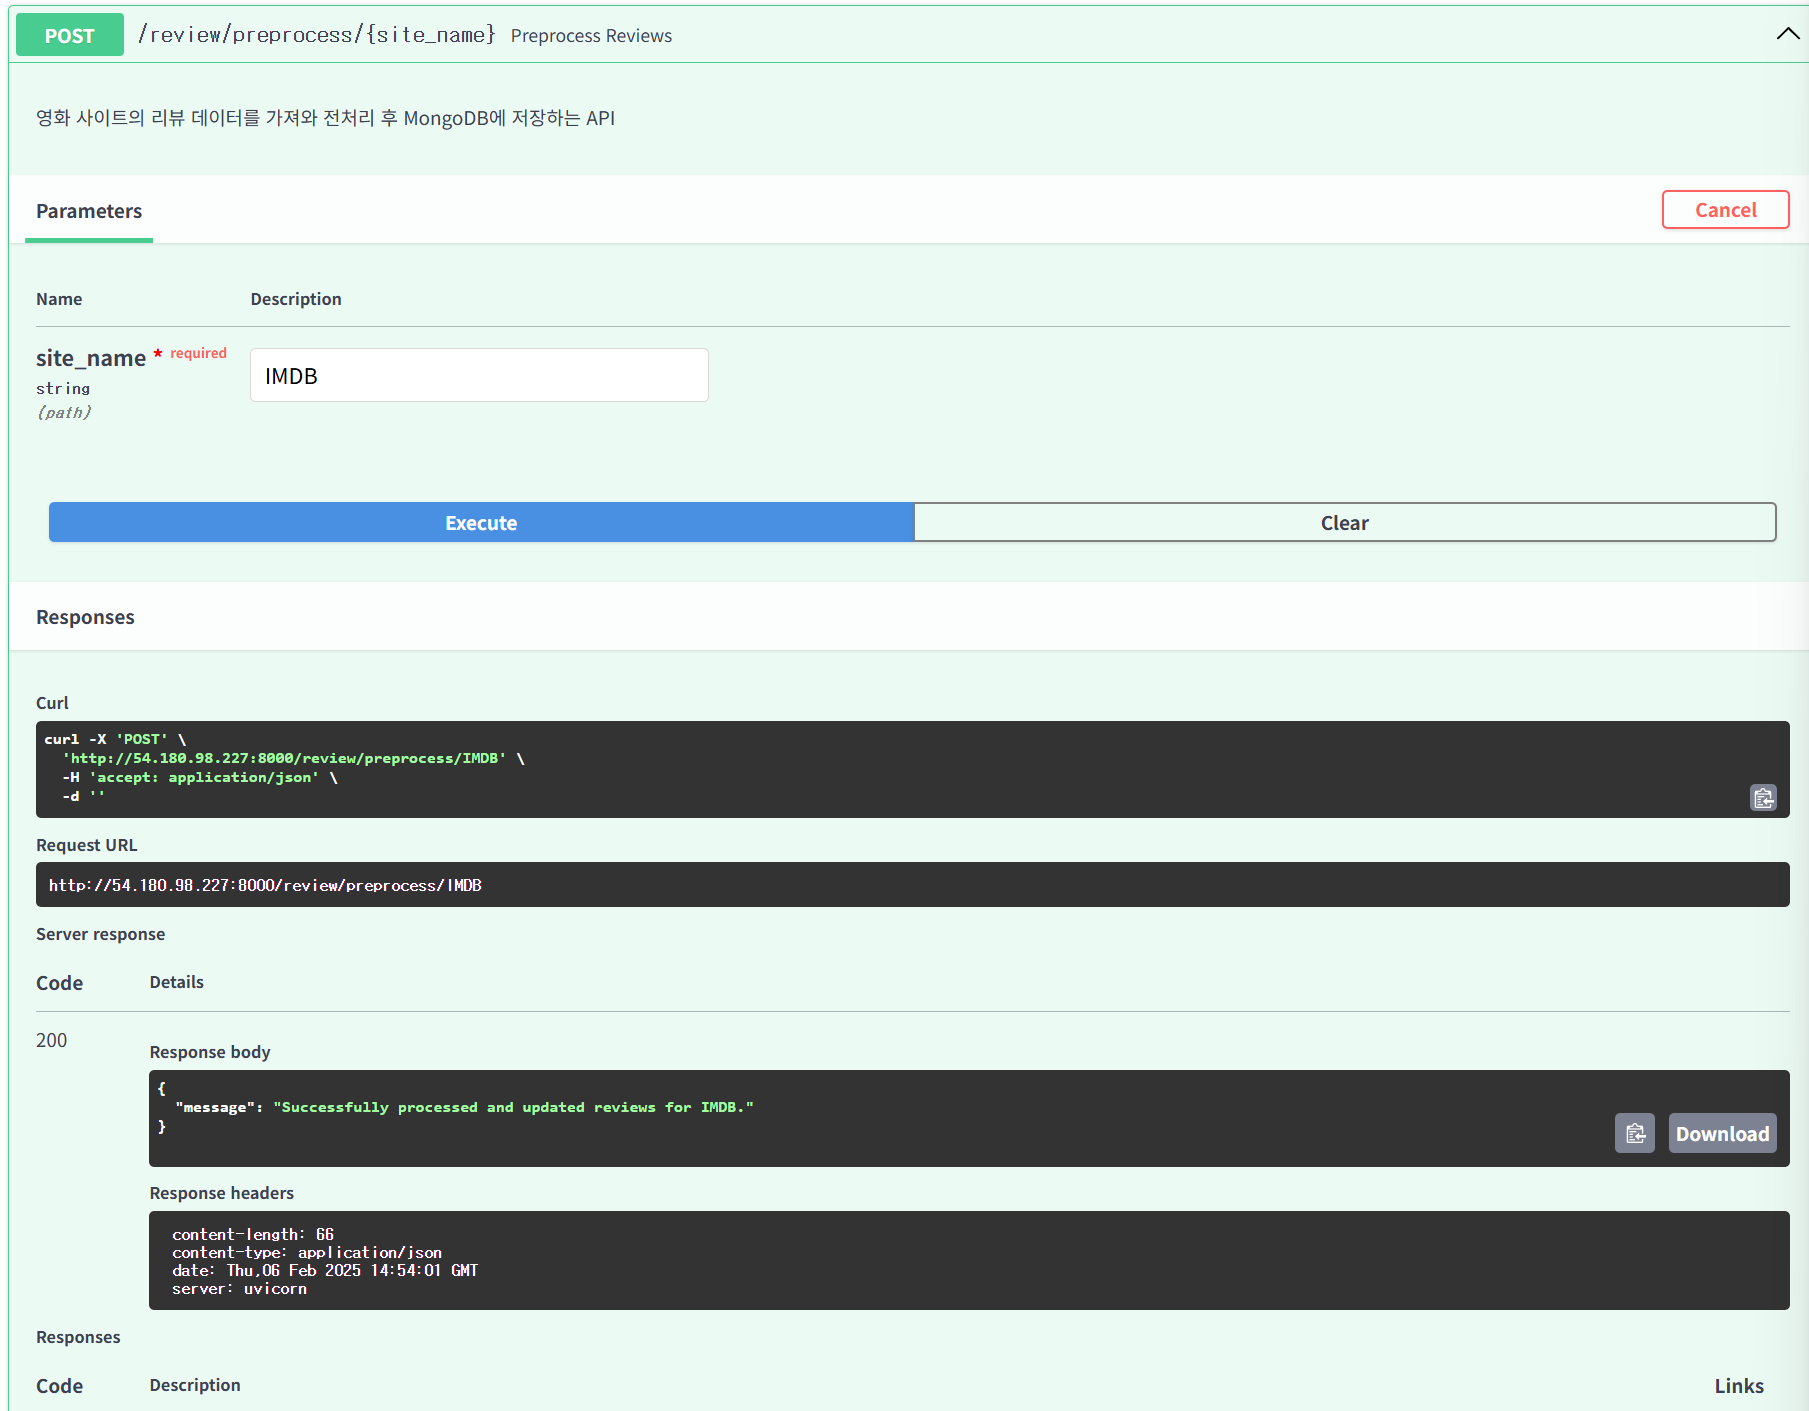 POST /review/preprocess/{site_name} Preprocess Reviews
영화 사이트의 리뷰 데이터를 가져와 전처리 후 MongoDB에 저장하는 API
Parameters
Cancel
Name Description
site_name * required
string
(path)
IMDB
Execute
Clear
Responses
Curl
curl -X 'POST' \
  'http://54.180.98.227:8000/review/preprocess/IMDB' \
  -H 'accept: application/json' \
  -d ''
Request URL
http://54.180.98.227:8000/review/preprocess/IMDB
Server response
Code Details
200
Response body
{
  "message": "Successfully processed and updated reviews for IMDB."
}
Download
Response headers
content-length: 66
content-type: application/json
date: Thu,06 Feb 2025 14:54:01 GMT
server: uvicorn
Responses
Code Description Links